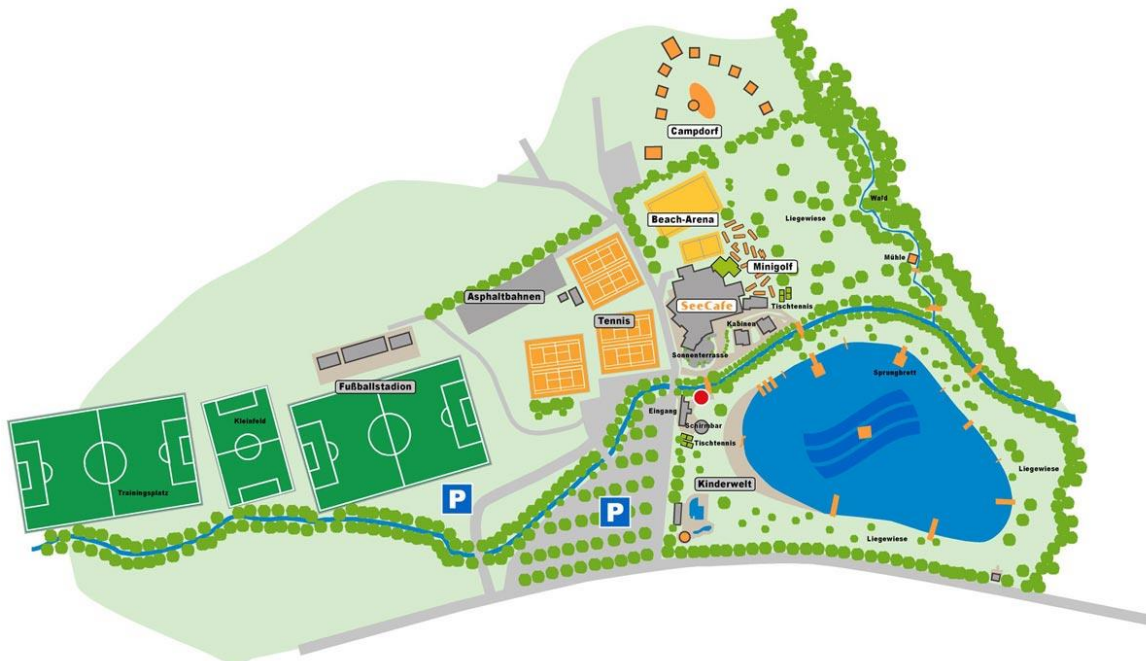 Campdorf
Wald
Beach-Arena
Liegewiese
Mühle
Minigolf
Asphaltbahnen
SeeCafe
Tischtennis
Tennis
Kabinen
Sonnenterrasse
Sprungbrett
Fußballstadion
Eingang
Kleinfeld
Schirmbar
Tischtennis
Liegewiese
Kinderwelt
Trainingsplatz
P
P
Liegewiese